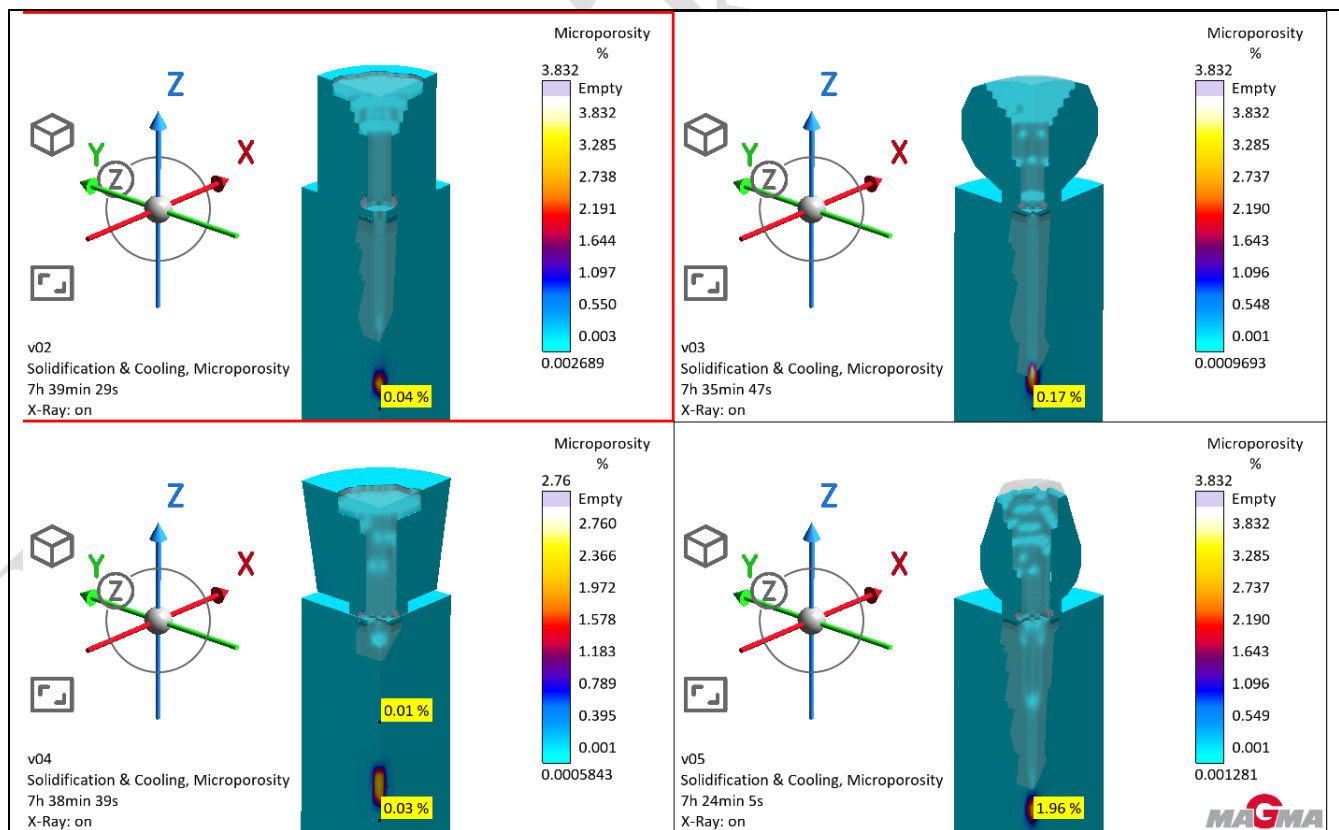 Microporosity
%
3.832
Empty
3.832
3.285
2.738
2.191
1.644
1.097
0.550
0.003
0.002689
Z
Y
Z
X
v02
Solidification & Cooling, Microporosity
7h 39min 29s
X-Ray: on
0.04 %
Microporosity
%
3.832
Empty
3.832
3.285
2.737
2.190
1.643
1.096
0.548
0.001
0.0009693
Z
Y
Z
X
v03
Solidification & Cooling, Microporosity
7h 35min 47s
X-Ray: on
0.17 %
Microporosity
%
2.76
Empty
2.760
2.366
1.972
1.578
1.183
0.789
0.395
0.001
0.0005843
Z
Y
Z
X
0.01 %
v04
Solidification & Cooling, Microporosity
7h 38min 39s
X-Ray: on
0.03 %
Microporosity
%
3.832
Empty
3.832
3.285
2.737
2.190
1.643
1.096
0.549
0.001
0.001281
Z
Y
Z
X
v05
Solidification & Cooling, Microporosity
7h 24min 5s
X-Ray: on
1.96 %
MAGMA